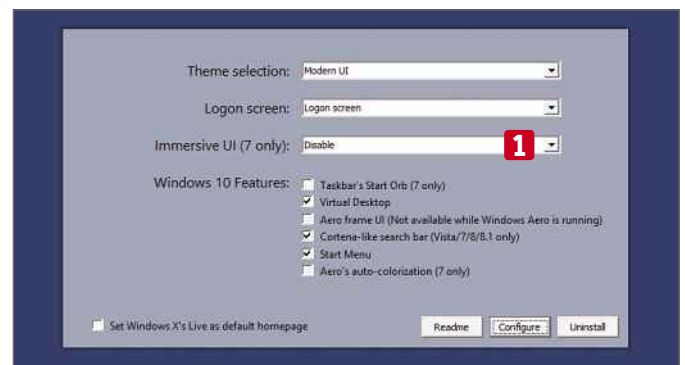 Theme selection: Modern UI
Logon screen: Logon screen
Immersive UI (7 only): Disable 1
Windows 10 Features: Taskbar's Start Orb (7 only)
Virtual Desktop
Aero frame UI (Not available while Windows Aero is running)
Cortena-like search bar (Vista/7/8/8.1 only)
Start Menu
Aero's auto-colorization (7 only)
Set Windows X's Live as default homepage Readme Configure Uninstall